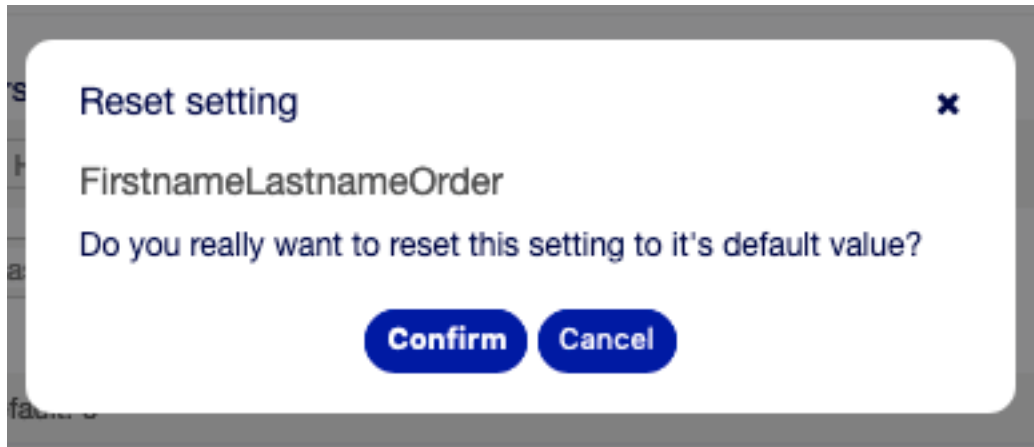 Reset setting
FirstnameLastnameOrder
Do you really want to reset this setting to it's default value?
Confirm Cancel